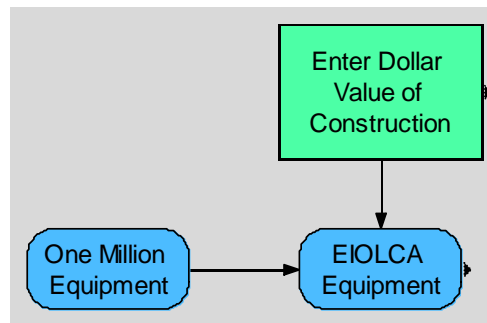 Enter Dollar
Value of
Construction
One Million
Equipment
EIOLCA
Equipment